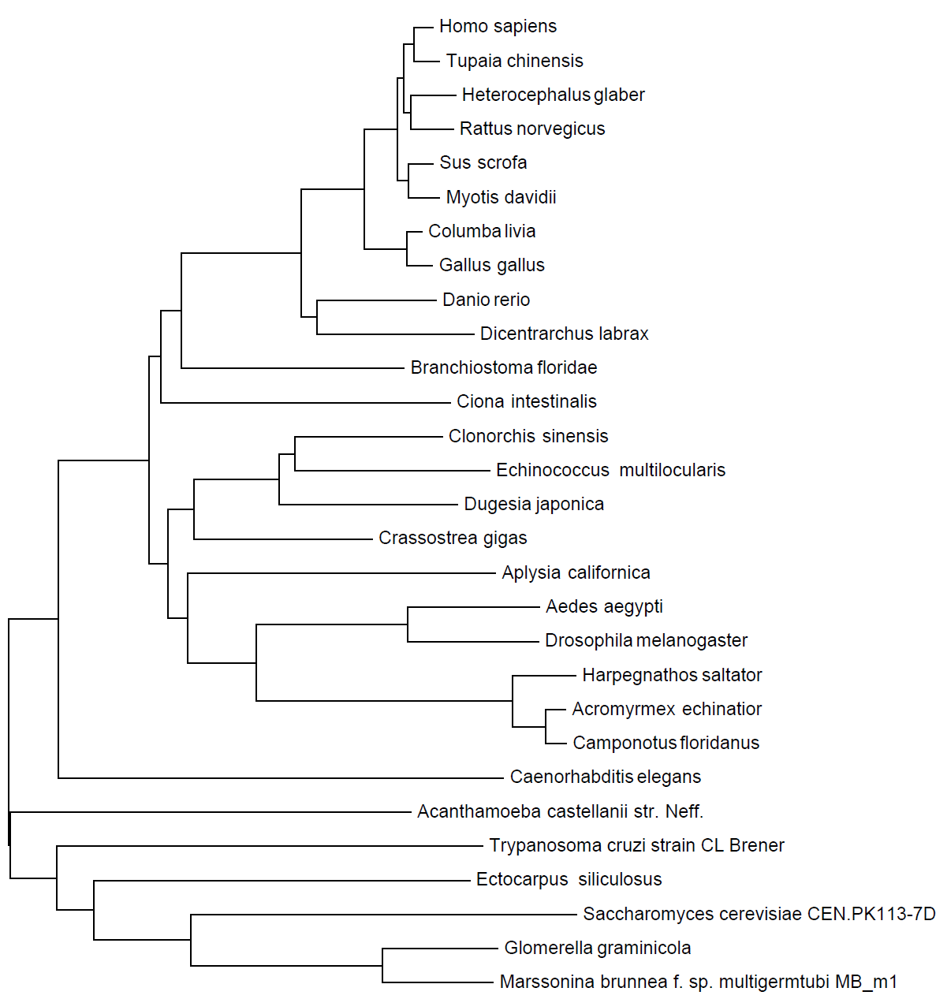 Homo sapiens
Tupaia chinensis
Heterocephalus glaber
Rattus norvegicus
Sus scrofa
Myotis davidii
Columba livia
Gallus gallus
Danio rerio
Dicentrarchus labrax
Branchiostoma floridae
Ciona intestinalis
Clonorchis sinensis
Echinococcus multilocularis
Dugesia japonica
Crassostrea gigas
Aplysia californica
Aedes aegypti
Drosophila melanogaster
Harpegnathos saltator
Acromyrmex echinatior
Camponotus floridanus
Caenorhabditis elegans
Acanthamoeba castellanii str. Neff.
Trypanosoma cruzi strain CL Brener
Ectocarpus siliculosus
Saccharomyces cerevisiae CEN.PK113-7D
Glomerella graminicola
Marssonina brunnea f. sp. multigermtubi MB_m1